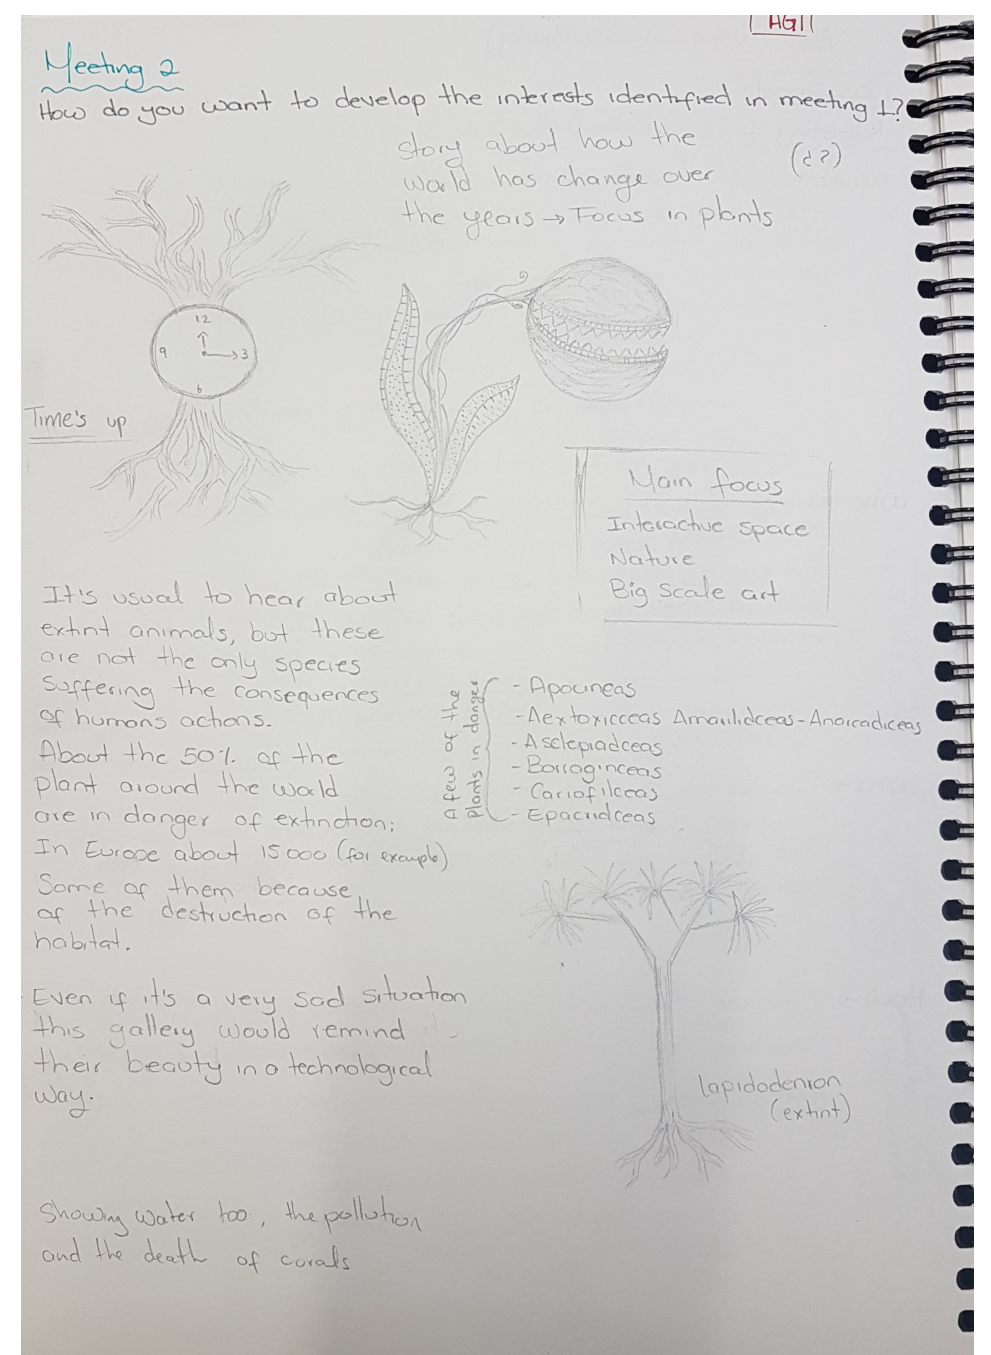 HGI
Meeting 2
How do you want to develop the interests identified in meeting 1?
Story about how the
world has change over
the years → Focus in plants
(¿?)
12
9
3
6
Time's up
Main focus
Interactive space
Nature
Big scale art
It's usual to hear about
extint animals, but these
are not the only species
suffering the consequences
of humans actions.
About the 50% of the
plant around the world
are in danger of extinction;
In Europe about 15000 (for example)
Some of them because
of the destruction of the
habitat.
A few of the
plants in danger
- Apocineas
- Aextoxicceas Amarilidceas - Anarcadiceas
- Asclepiadceas
- Borraginceas
- Cariofilceas
- Epacridceas
Even if it's a very sad situation
this gallery would remind
their beauty in a technological
way.
lapidodenron
(extint)
Showing water too, the pollution
and the death of corals